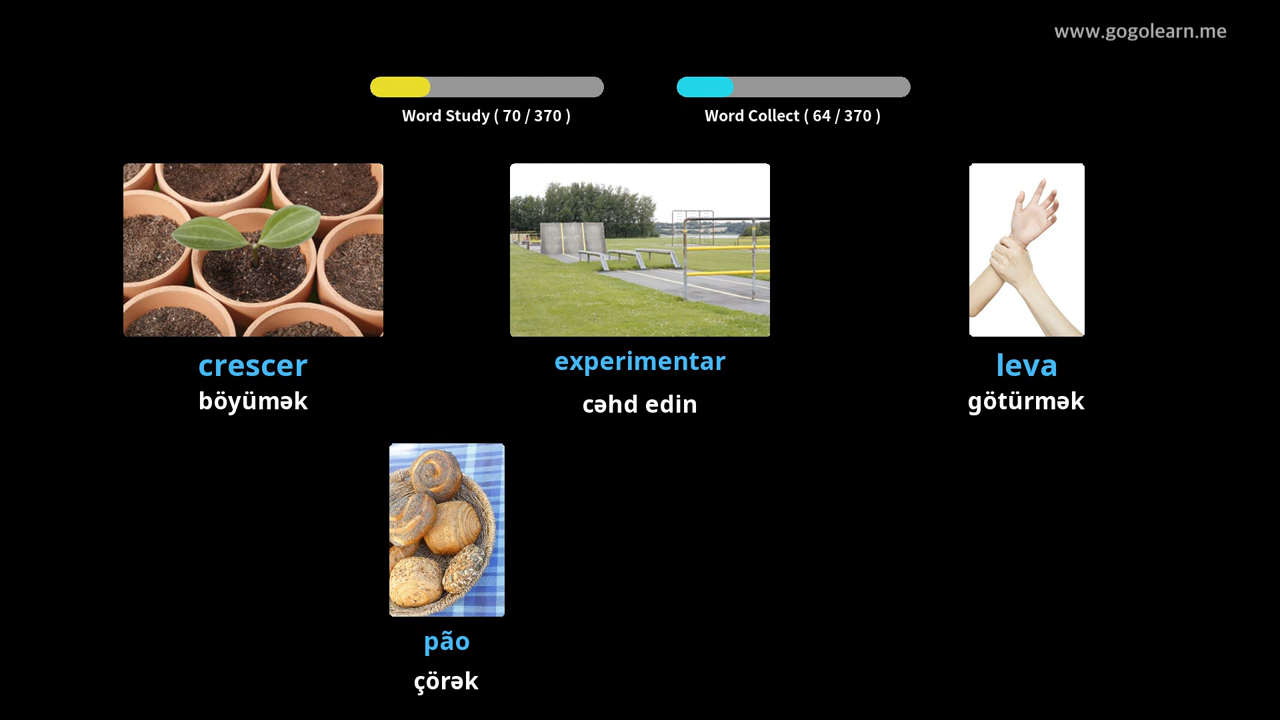 www.gogolearn.me
Word Study ( 70 / 370 )
Word Collect ( 64 / 370 )
crescer
böyümək
experimentar
cəhd edin
leva
götürmək
pão
çörək